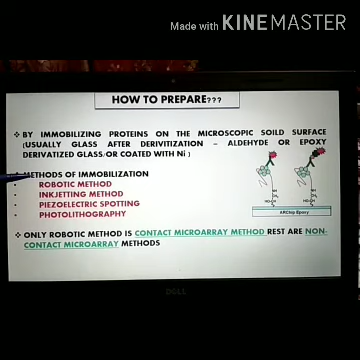 Made with KINEMASTER
HOW TO PREPARE???
❖ BY IMMOBILIZING PROTEINS ON THE MICROSCOPIC SOILD SURFACE
(USUALLY GLASS AFTER DERIVITIZATION – ALDEHYDE OR EPOXY
DERIVATIZED GLASS/OR COATED WITH Ni )
METHODS OF IMMOBILIZATION
• ROBOTIC METHOD
• INKJETTING METHOD
• PIEZOELECTRIC SPOTTING
• PHOTOLITHOGRAPHY
ARChip Epoxy
❖ ONLY ROBOTIC METHOD IS CONTACT MICROARRAY METHOD REST ARE NON-
CONTACT MICROARRAY METHODS
DELL